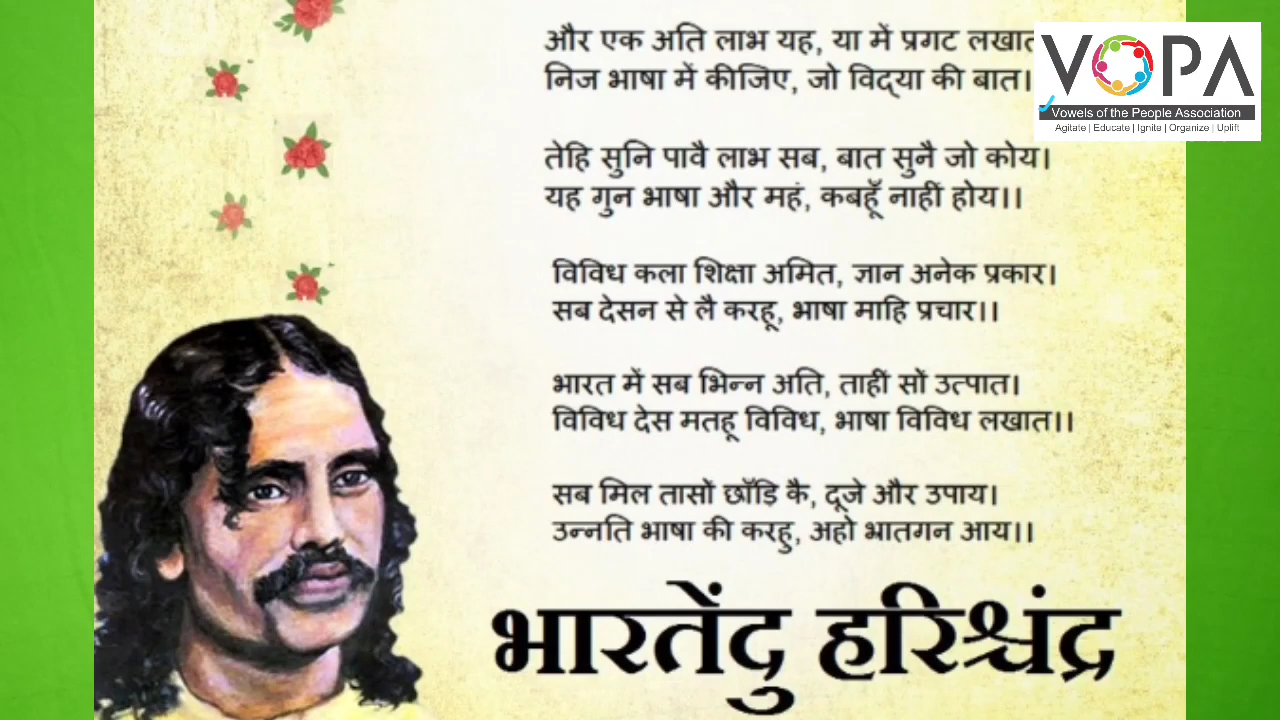 और एक अति लाभ यह, या में प्रगट लखात
निज भाषा में कीजिए, जो विद्या की बात।
तेहि सुनि पावै लाभ सब, बात सुनै जो कोय।
यह गुन भाषा और महं, कबहूँ नाहीं होय।।
विविध कला शिक्षा अमित, ज्ञान अनेक प्रकार।
सब देसन से लै करहू, भाषा माहि प्रचार।।
भारत में सब भिन्न अति, ताहीं सों उत्पात।
विविध देस मतहू विविध, भाषा विविध लखात।।
सब मिल तासों छाँड़ि कै, दूजे और उपाय।
उन्नति भाषा की करहु, अहो भ्रातगन आय।।
भारतेंदु हरिश्चंद्र
VOPA
Vowels of the People Association
Agitate | Educate | Ignite | Organize | Uplift